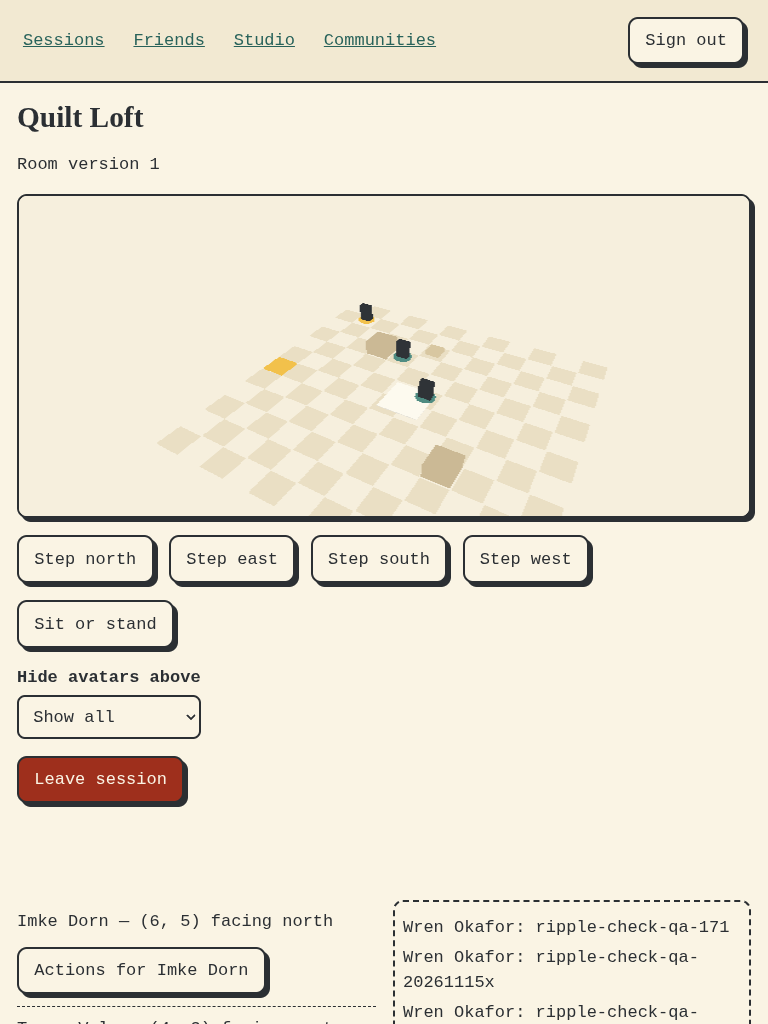 Sessions Friends Studio Communities Sign out
Quilt Loft
Room version 1
Step north Step east Step south Step west
Sit or stand
Hide avatars above
Show all
Leave session
Imke Dorn — (6, 5) facing north
Actions for Imke Dorn
Wren Okafor: ripple-check-qa-171
Wren Okafor: ripple-check-qa-
20261115x
Wren Okafor: ripple-check-qa-